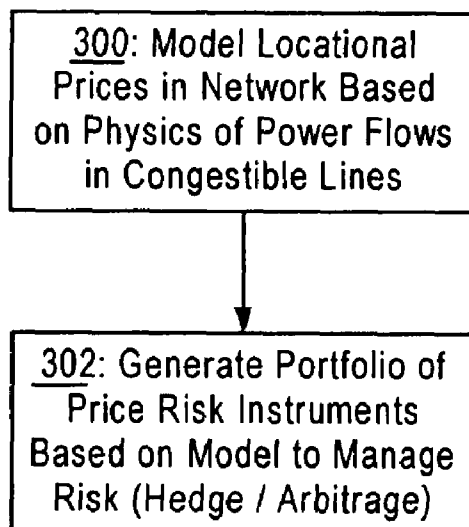 300: Model Locational
Prices in Network Based
on Physics of Power Flows
in Congestible Lines
302: Generate Portfolio of
Price Risk Instruments
Based on Model to Manage
Risk (Hedge / Arbitrage)